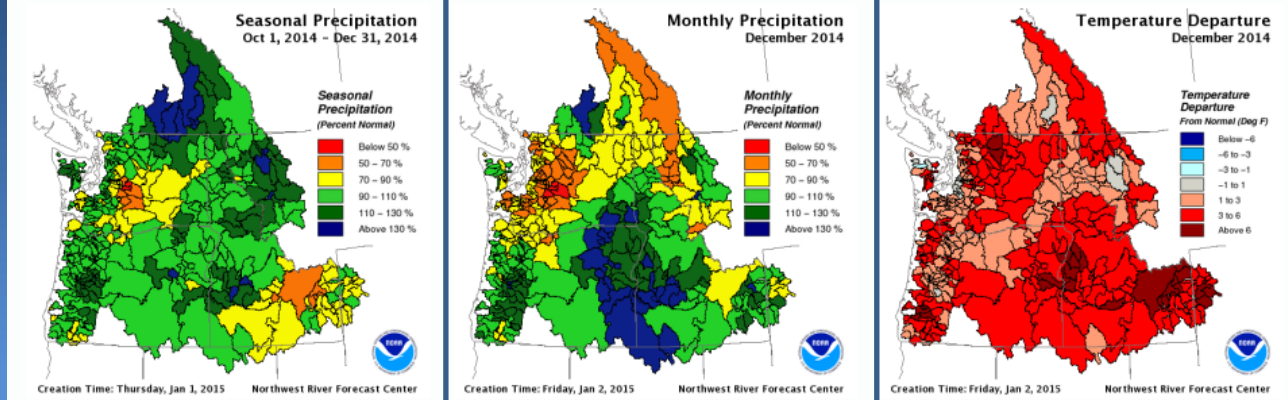 Seasonal Precipitation
Oct 1, 2014 – Dec 31, 2014
Seasonal
Precipitation
(Percent Normal)
Below 50 %
50 – 70 %
70 – 90 %
90 – 110 %
110 – 130 %
Above 130 %
NOAA
Creation Time: Thursday, Jan 1, 2015 Northwest River Forecast Center
Monthly Precipitation
December 2014
Monthly
Precipitation
(Percent Normal)
Below 50 %
50 – 70 %
70 – 90 %
90 – 110 %
110 – 130 %
Above 130 %
NOAA
Creation Time: Friday, Jan 2, 2015 Northwest River Forecast Center
Temperature Departure
December 2014
Temperature
Departure
From Normal (Deg F)
Below –6
–6 to –3
–3 to –1
–1 to 1
1 to 3
3 to 6
Above 6
NOAA
Creation Time: Friday, Jan 2, 2015 Northwest River Forecast Center